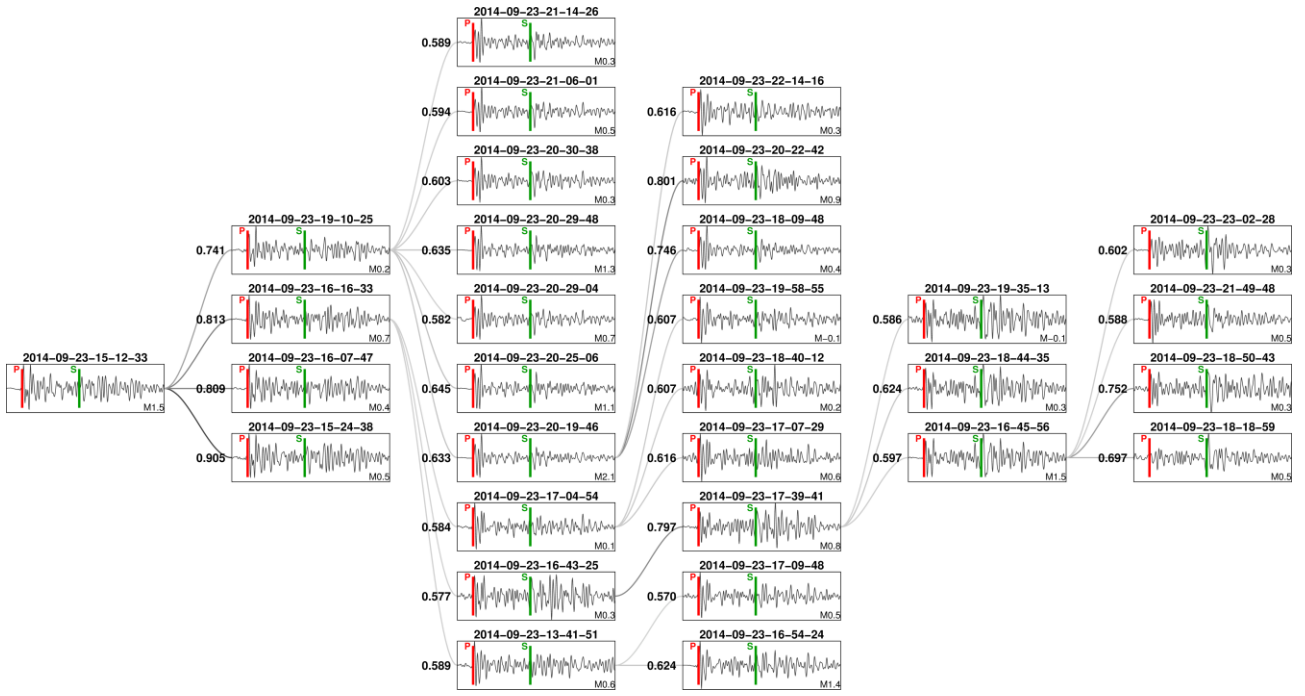 2014-09-23-15-12-33
P
S
M1.5
2014-09-23-19-10-25
0.741
P
S
M0.2
2014-09-23-16-16-33
0.813
P
S
M0.7
2014-09-23-16-07-47
0.809
P
S
M0.4
2014-09-23-15-24-38
0.905
P
S
M0.5
2014-09-23-21-14-26
0.589
P
S
M0.3
2014-09-23-21-06-01
0.594
P
S
M0.5
2014-09-23-20-30-38
0.603
P
S
M0.3
2014-09-23-20-29-48
0.635
P
S
M1.3
2014-09-23-20-29-04
0.582
P
S
M0.7
2014-09-23-20-25-06
0.645
P
S
M1.1
2014-09-23-20-19-46
0.633
P
S
M2.1
2014-09-23-17-04-54
0.584
P
S
M0.1
2014-09-23-16-43-25
0.577
P
S
M0.3
2014-09-23-13-41-51
0.589
P
S
M0.6
2014-09-23-22-14-16
0.616
P
S
M0.3
2014-09-23-20-22-42
0.801
P
S
M0.9
2014-09-23-18-09-48
0.746
P
S
M0.4
2014-09-23-19-58-55
0.607
P
S
M-0.1
2014-09-23-18-40-12
0.607
P
S
M0.2
2014-09-23-17-07-29
0.616
P
S
M0.6
2014-09-23-17-39-41
0.797
P
S
M0.8
2014-09-23-17-09-48
0.570
P
S
M0.5
2014-09-23-16-54-24
0.624
P
S
M1.4
2014-09-23-19-35-13
0.586
P
S
M-0.1
2014-09-23-18-44-35
0.624
P
S
M0.3
2014-09-23-16-45-56
0.597
P
S
M1.5
2014-09-23-23-02-28
0.602
P
S
M0.3
2014-09-23-21-49-48
0.588
P
S
M0.5
2014-09-23-18-50-43
0.752
P
S
M0.3
2014-09-23-18-18-59
0.697
P
S
M0.5